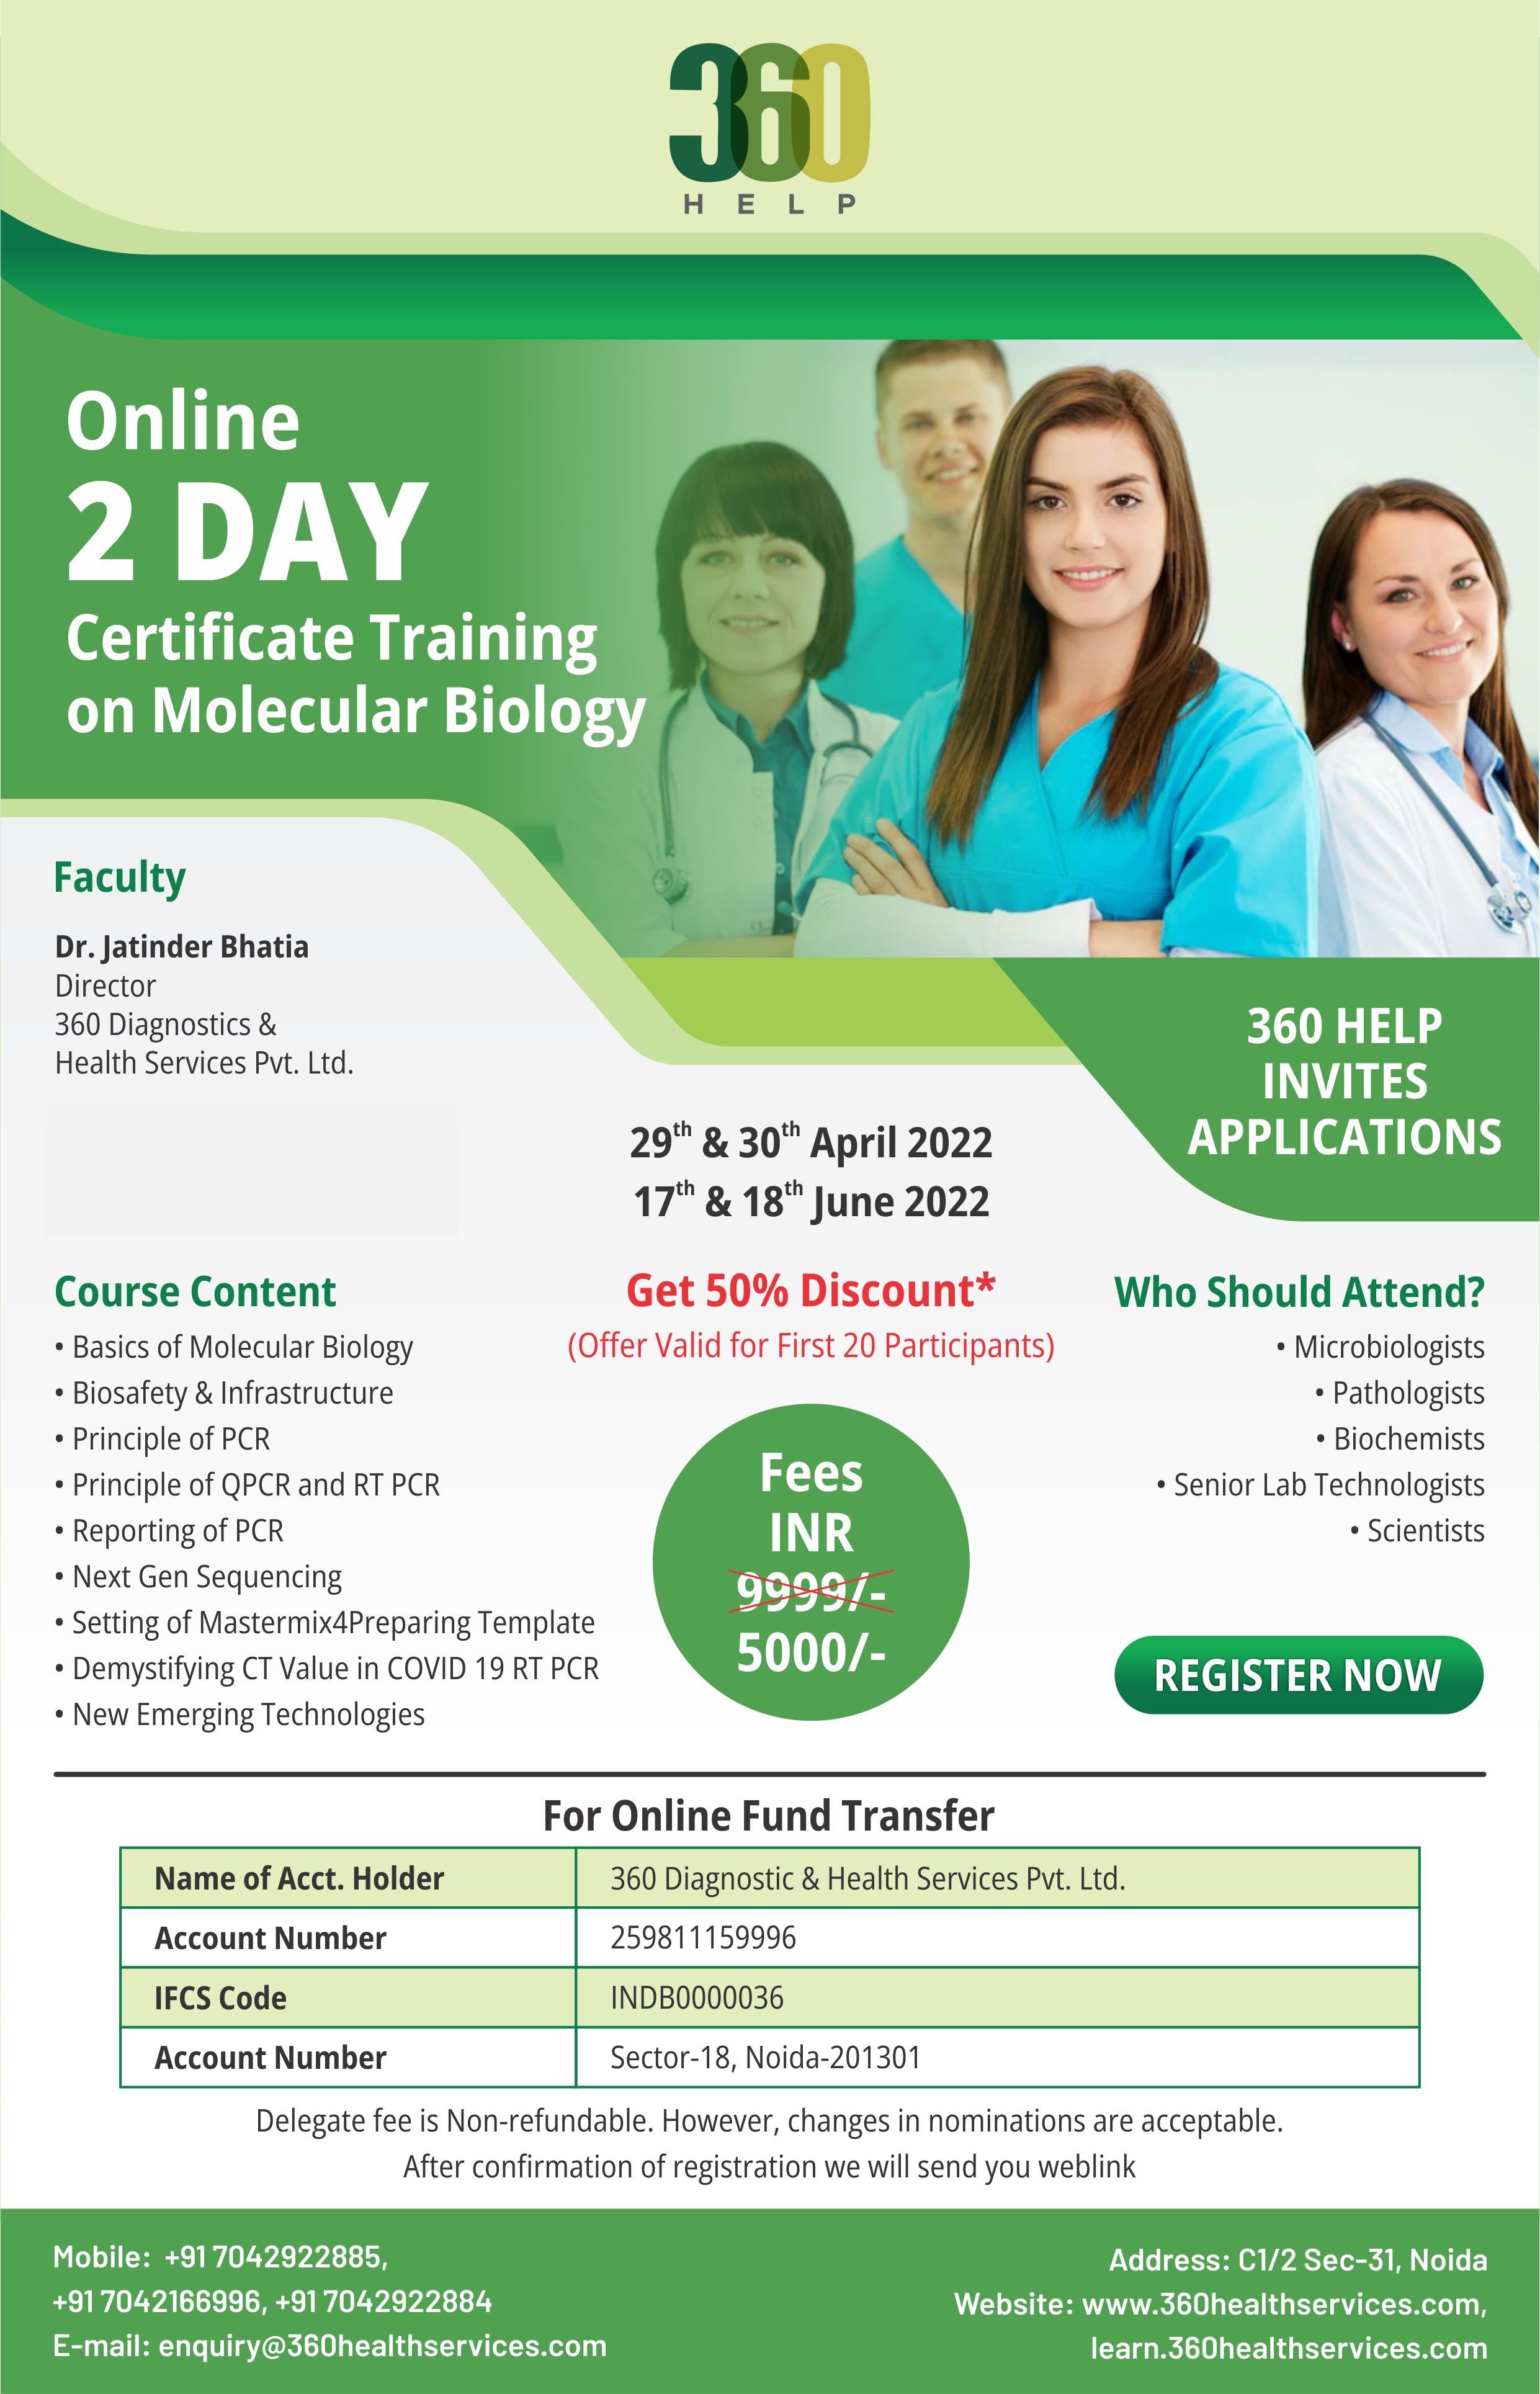 360
HELP
Online
2 DAY
Certificate Training
on Molecular Biology
Faculty
Dr. Jatinder Bhatia
Director
360 Diagnostics &
Health Services Pvt. Ltd.
360 HELP
INVITES
APPLICATIONS
29th & 30th April 2022
17th & 18th June 2022
Course Content
• Basics of Molecular Biology
• Biosafety & Infrastructure
• Principle of PCR
• Principle of QPCR and RT PCR
• Reporting of PCR
• Next Gen Sequencing
• Setting of Mastermix4Preparing Template
• Demystifying CT Value in COVID 19 RT PCR
• New Emerging Technologies
Get 50% Discount*
(Offer Valid for First 20 Participants)
Fees
INR
9999/-
5000/-
Who Should Attend?
• Microbiologists
• Pathologists
• Biochemists
• Senior Lab Technologists
• Scientists
REGISTER NOW
For Online Fund Transfer
Name of Acct. Holder 360 Diagnostic & Health Services Pvt. Ltd.
Account Number 259811159996
IFCS Code INDB0000036
Account Number Sector-18, Noida-201301
Delegate fee is Non-refundable. However, changes in nominations are acceptable.
After confirmation of registration we will send you weblink
Mobile: +91 7042922885,
+91 7042166996, +91 7042922884
E-mail: enquiry@360healthservices.com
Address: C1/2 Sec-31, Noida
Website: www.360healthservices.com,
learn.360healthservices.com